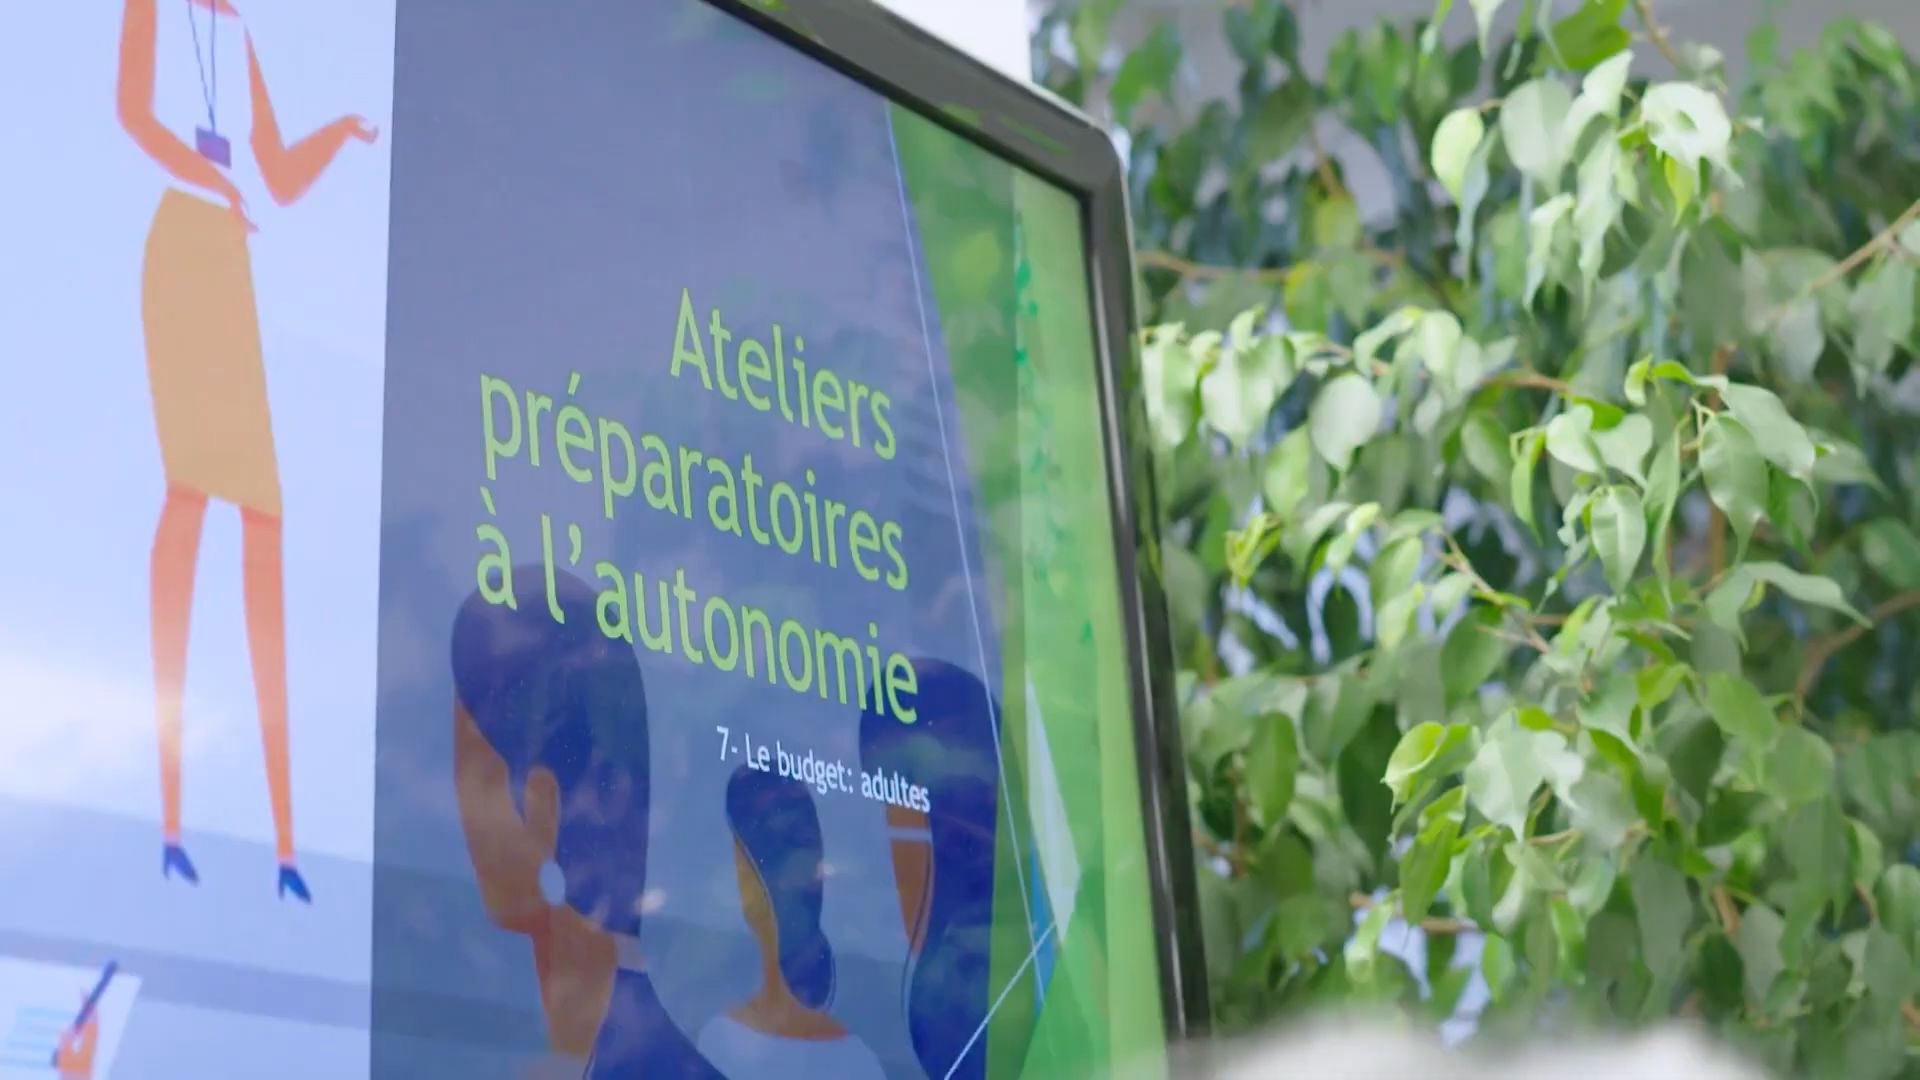 Ateliers
préparatoires
à l’autonomie
7- Le budget: adultes